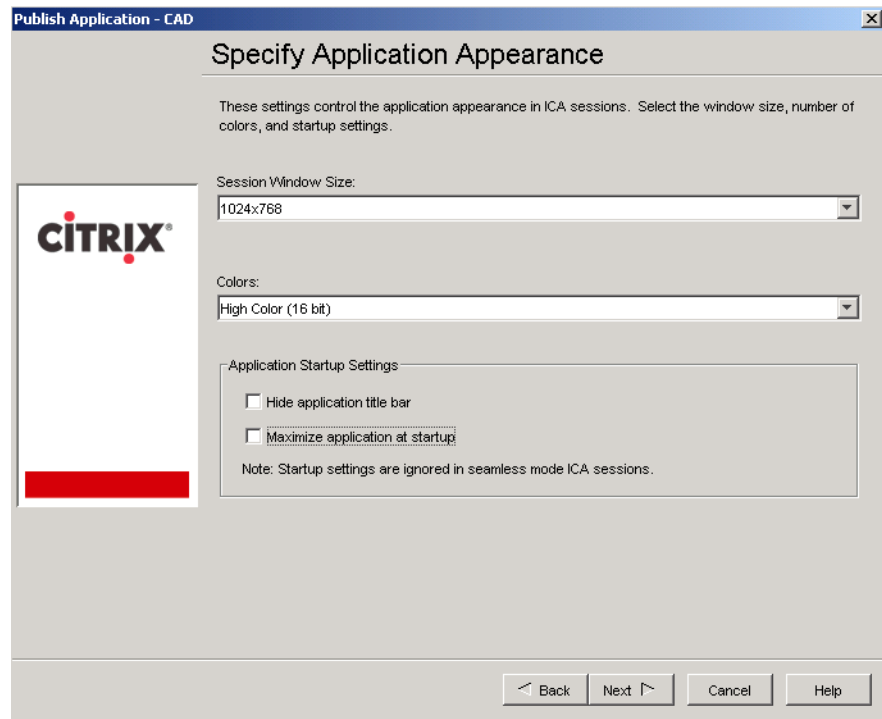 Publish Application - CAD
Specify Application Appearance
These settings control the application appearance in ICA sessions.  Select the window size, number of
colors, and startup settings.
Session Window Size:
1024x768
CITRIX®
Colors:
High Color (16 bit)
Application Startup Settings
Hide application title bar
Maximize application at startup
Note: Startup settings are ignored in seamless mode ICA sessions.
Back Next Cancel Help